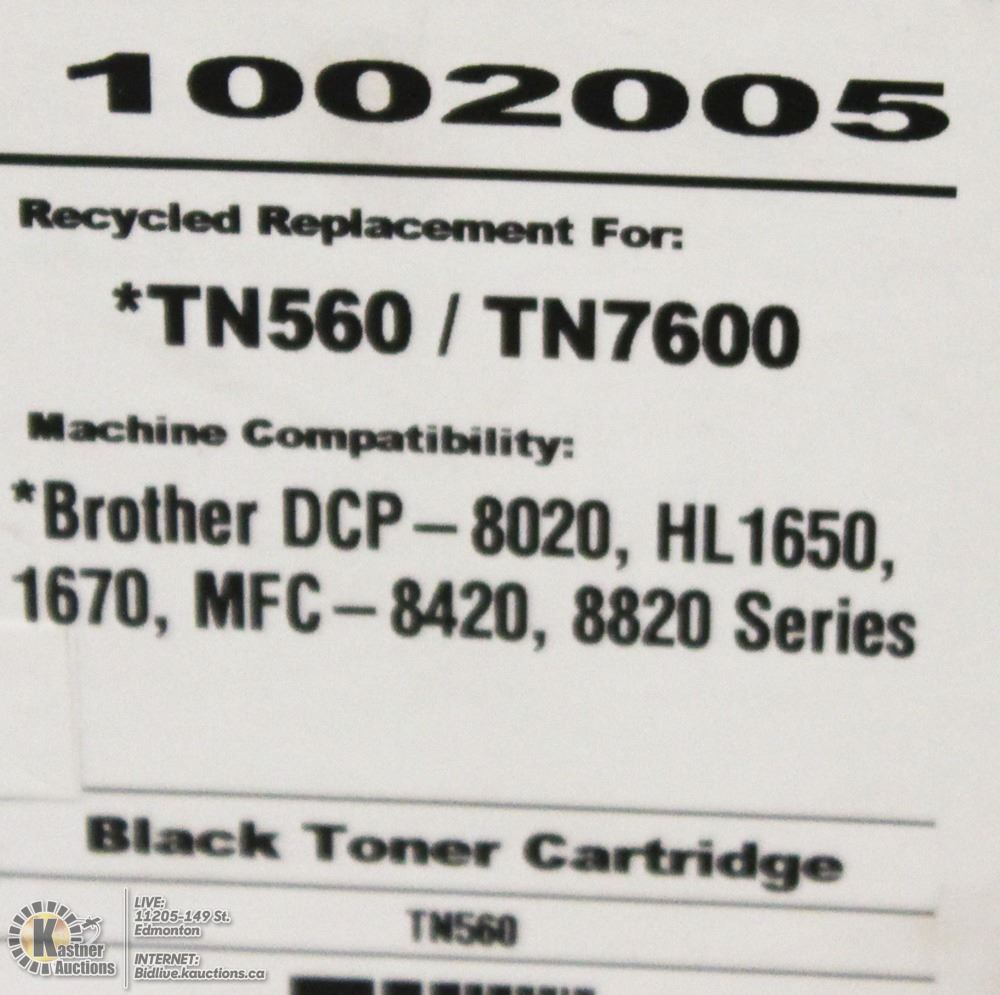 1002005
Recycled Replacement For:
*TN560 / TN7600
Machine Compatibility:
*Brother DCP – 8020, HL1650,
1670, MFC – 8420, 8820 Series
Black Toner Cartridge
TN560
Kastner
Auctions
LIVE:
11205-149 St.
Edmonton
INTERNET:
Bidlive.kauctions.ca